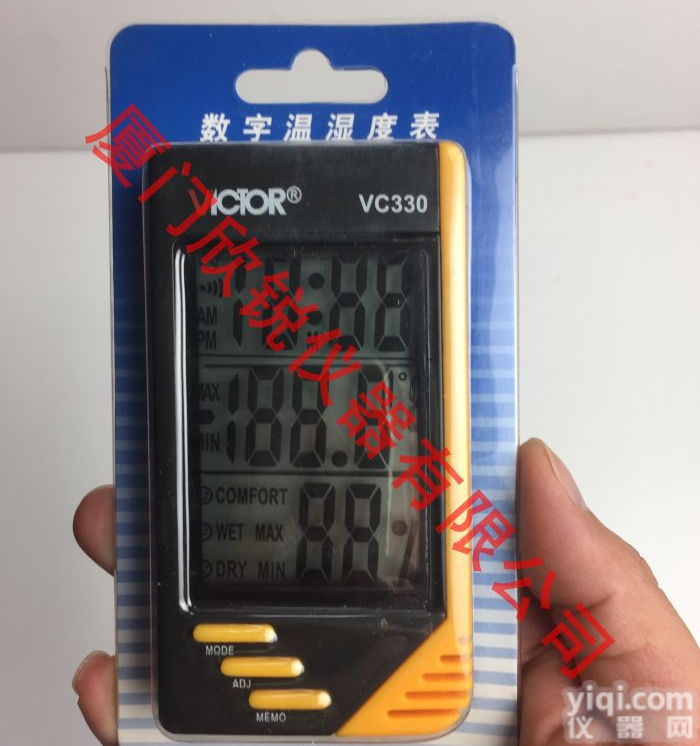 数字温湿度表
VICTOR®
VC330
AM
PM
MAX
MIN
COMFORT
WET MAX
DRY MIN
MODE
ADJ
MEMO
厦门欣锐仪器有限公司
yiqi.com
仪器网